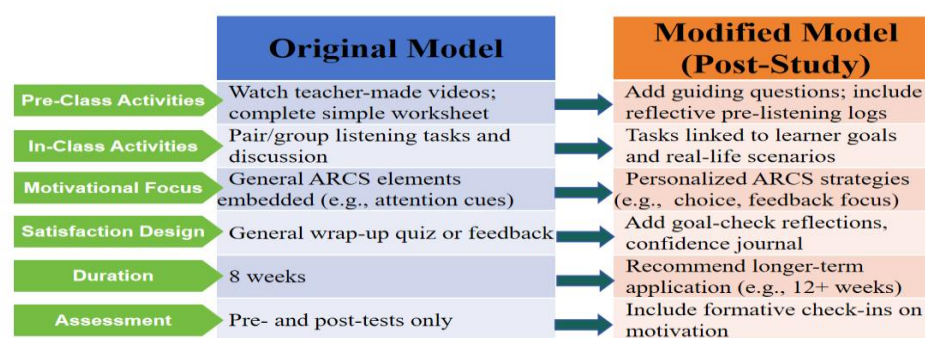 Original Model
Modified Model
(Post-Study)
Pre-Class Activities
Watch teacher-made videos;
complete simple worksheet
Add guiding questions; include
reflective pre-listening logs
In-Class Activities
Pair/group listening tasks and
discussion
Tasks linked to learner goals
and real-life scenarios
Motivational Focus
General ARCS elements
embedded (e.g., attention cues)
Personalized ARCS strategies
(e.g., choice, feedback focus)
Satisfaction Design
General wrap-up quiz or feedback
Add goal-check reflections,
confidence journal
Duration
8 weeks
Recommend longer-term
application (e.g., 12+ weeks)
Assessment
Pre- and post-tests only
Include formative check-ins on
motivation